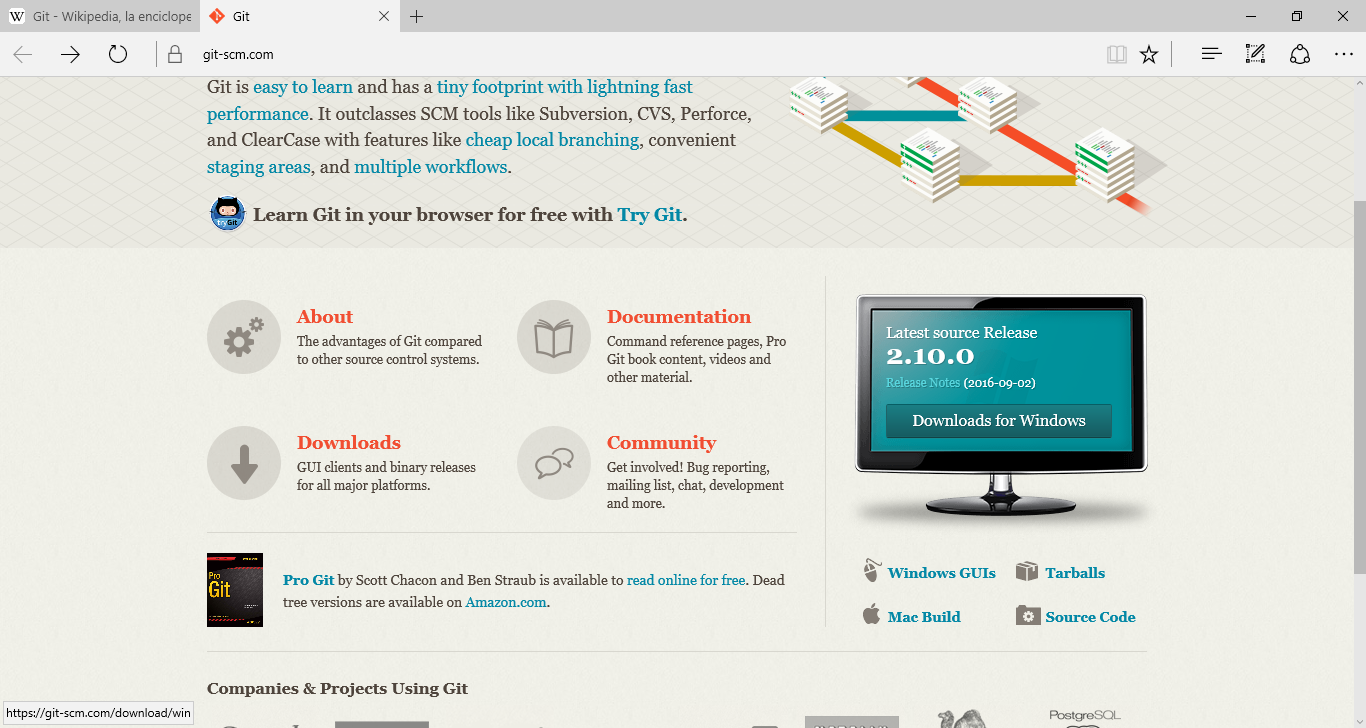 Git - Wikipedia, la enciclope
Git
git-scm.com
Git is easy to learn and has a tiny footprint with lightning fast
performance. It outclasses SCM tools like Subversion, CVS, Perforce,
and ClearCase with features like cheap local branching, convenient
staging areas, and multiple workflows.
try Git
Learn Git in your browser for free with Try Git.
About
The advantages of Git compared
to other source control systems.
Documentation
Command reference pages, Pro
Git book content, videos and
other material.
Downloads
GUI clients and binary releases
for all major platforms.
Community
Get involved! Bug reporting,
mailing list, chat, development
and more.
Latest source Release
2.10.0
Release Notes (2016-09-02)
Downloads for Windows
Windows GUIs
Tarballs
Mac Build
Source Code
Pro
Git
Pro Git by Scott Chacon and Ben Straub is available to read online for free. Dead
tree versions are available on Amazon.com.
Companies & Projects Using Git
PostgreSQL
https://git-scm.com/download/win